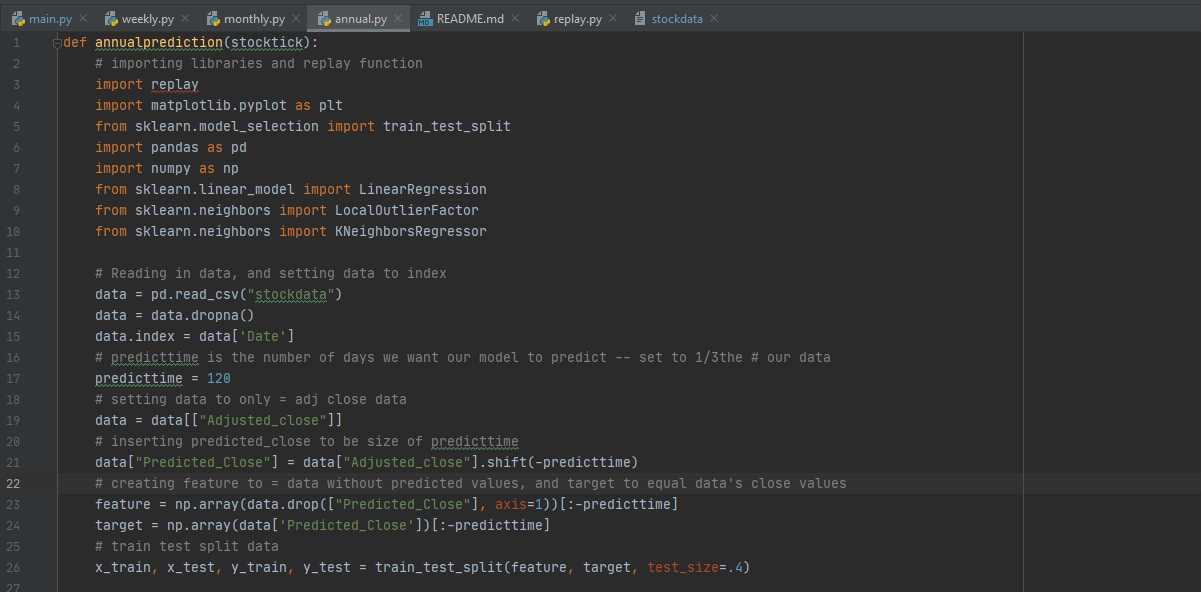 main.py weekly.py monthly.py annual.py README.md replay.py stockdata
1 def annualprediction(stocktick):
2 # importing libraries and replay function
3 import replay
4 import matplotlib.pyplot as plt
5 from sklearn.model_selection import train_test_split
6 import pandas as pd
7 import numpy as np
8 from sklearn.linear_model import LinearRegression
9 from sklearn.neighbors import LocalOutlierFactor
10 from sklearn.neighbors import KNeighborsRegressor
11
12 # Reading in data, and setting data to index
13 data = pd.read_csv("stockdata")
14 data = data.dropna()
15 data.index = data['Date']
16 # predicttime is the number of days we want our model to predict -- set to 1/3the # our data
17 predicttime = 120
18 # setting data to only = adj close data
19 data = data[["Adjusted_close"]]
20 # inserting predicted_close to be size of predicttime
21 data["Predicted_Close"] = data["Adjusted_close"].shift(-predicttime)
22 # creating feature to = data without predicted values, and target to equal data's close values
23 feature = np.array(data.drop(["Predicted_Close"], axis=1))[:-predicttime]
24 target = np.array(data['Predicted_Close'])[:-predicttime]
25 # train test split data
26 x_train, x_test, y_train, y_test = train_test_split(feature, target, test_size=.4)
27